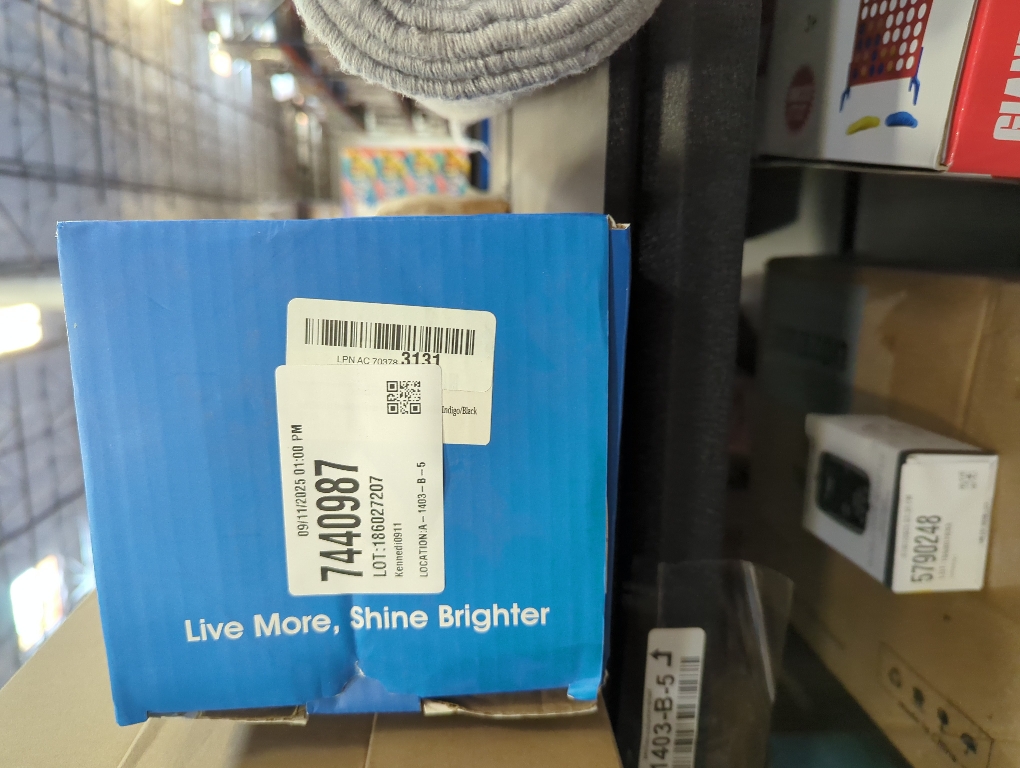 LPN AC 70378 3131
Indigo/Black
09/11/2025 01:00 PM
7440987
LOT:186027207
Kennedi0911
LOCATION:A-1403-B-5
Live More, Shine Brighter
1403-B-5
5790248